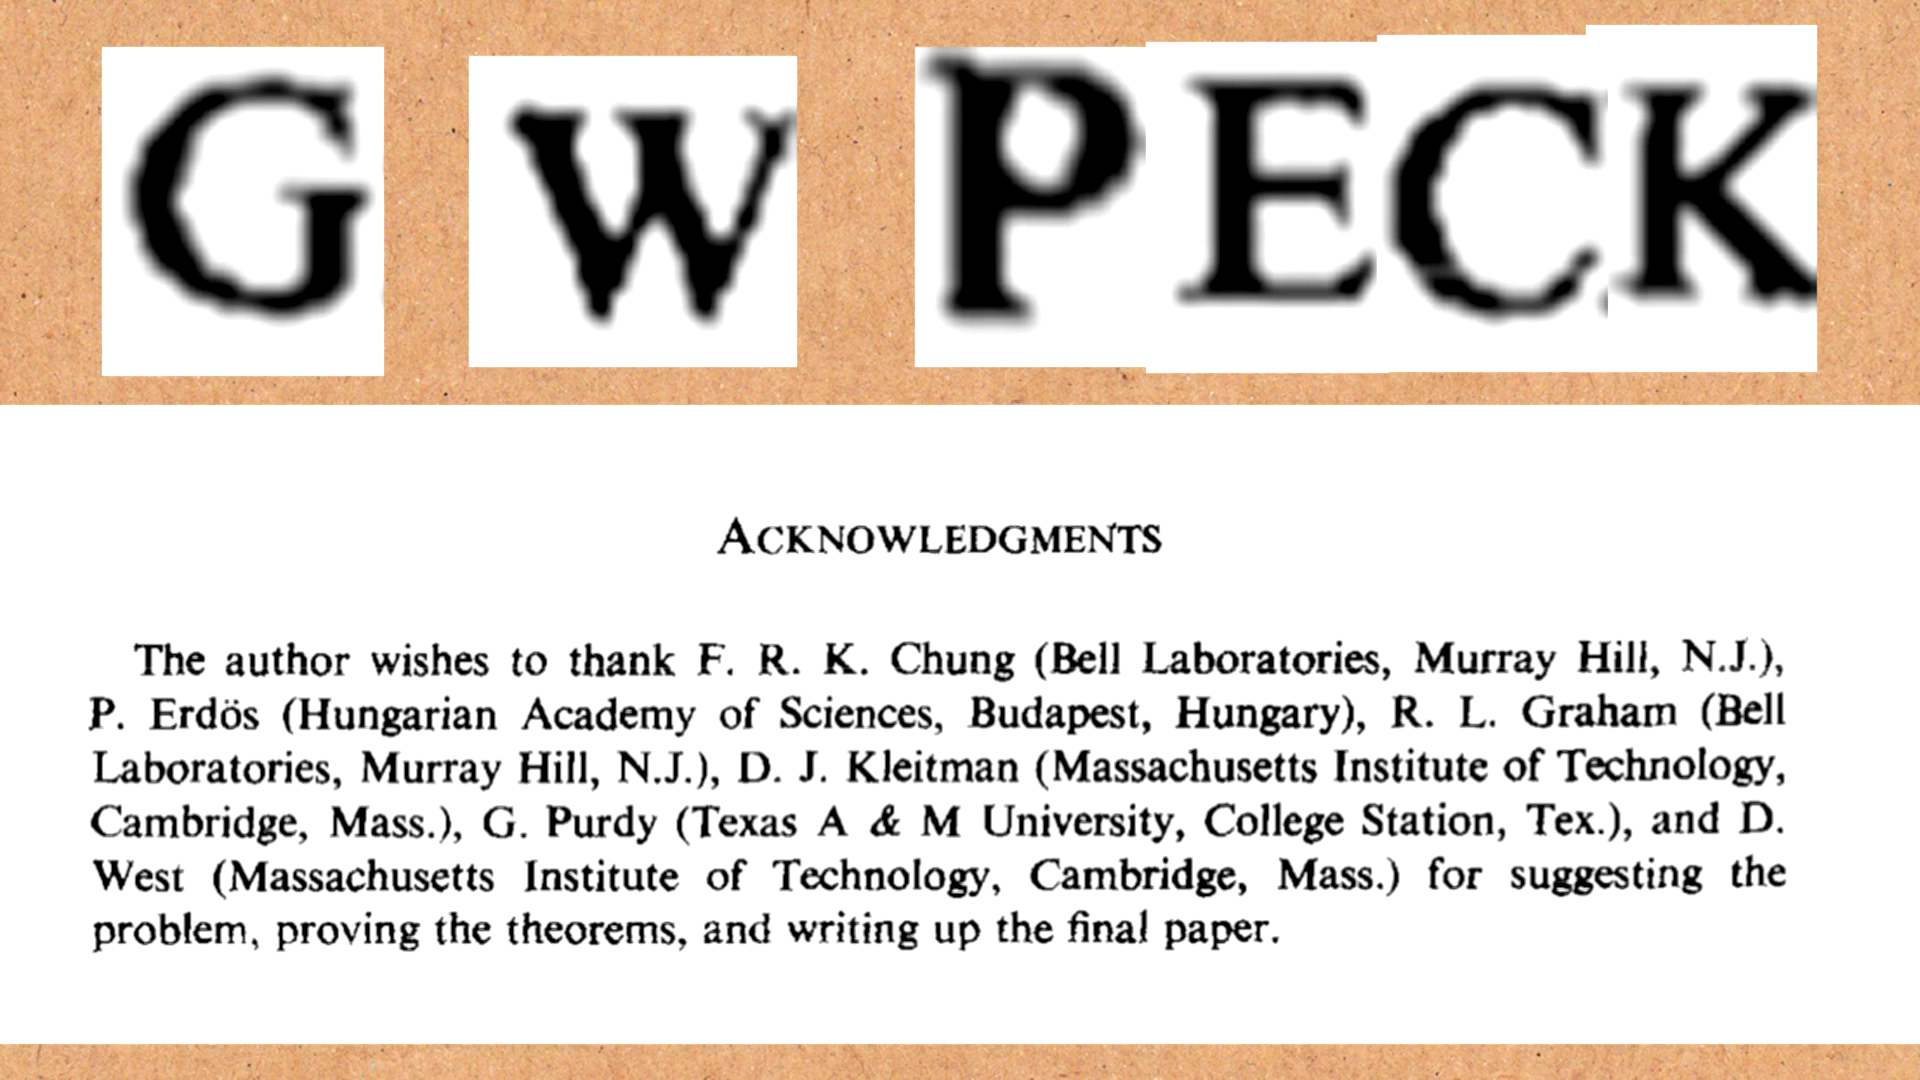 G W PECK
ACKNOWLEDGMENTS
The author wishes to thank F. R. K. Chung (Bell Laboratories, Murray Hill, N.J.),
P. Erdös (Hungarian Academy of Sciences, Budapest, Hungary), R. L. Graham (Bell
Laboratories, Murray Hill, N.J.), D. J. Kleitman (Massachusetts Institute of Technology,
Cambridge, Mass.), G. Purdy (Texas A & M University, College Station, Tex.), and D.
West (Massachusetts Institute of Technology, Cambridge, Mass.) for suggesting the
problem, proving the theorems, and writing up the final paper.